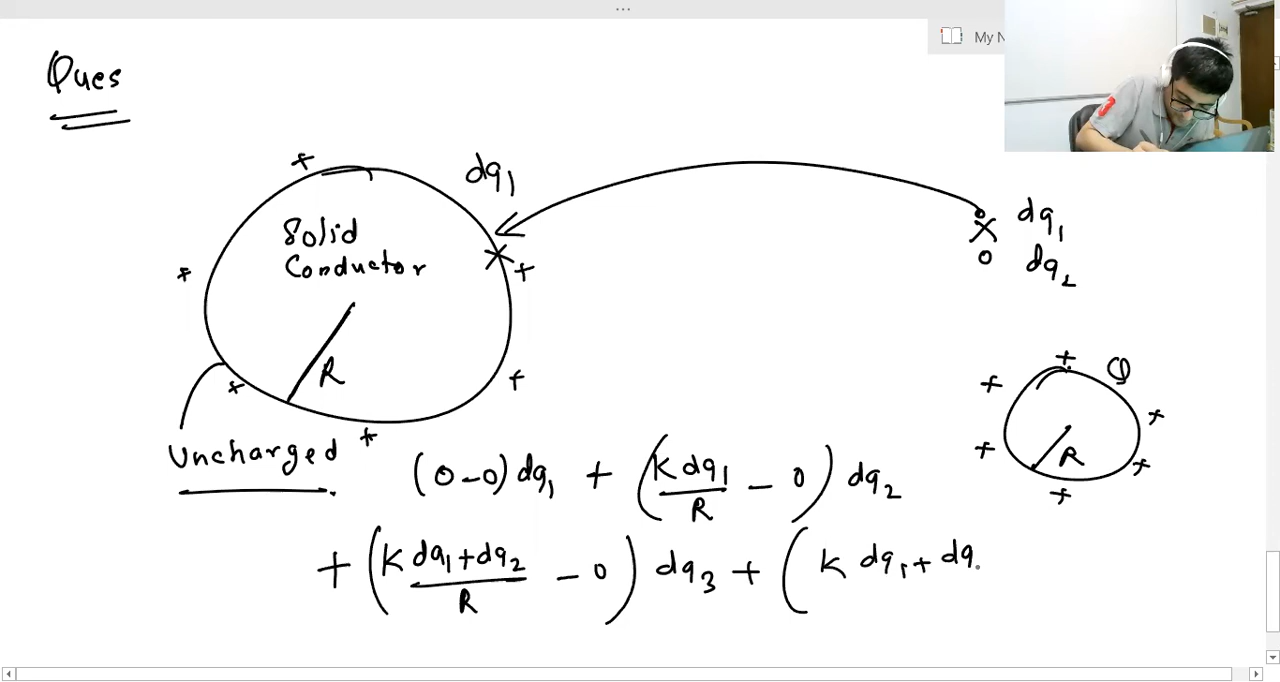 Ques
My N
dq₁
dq₁
dq₂
Solid
Conductor
R
Q
R
Uncharged
(0-0)dq₁ + (K dq₁/R - 0) dq₂
+ (K dq₁+dq₂/R - 0) dq₃ + (K dq₁+dq